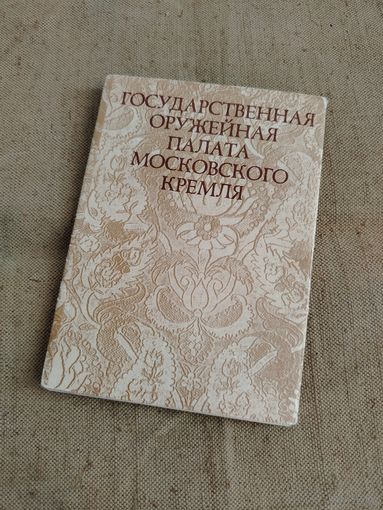 ГОСУДАРСТВЕННАЯ
ОРУЖЕЙНАЯ
ПАЛАТА
МОСКОВСКОГО
КРЕМЛЯ